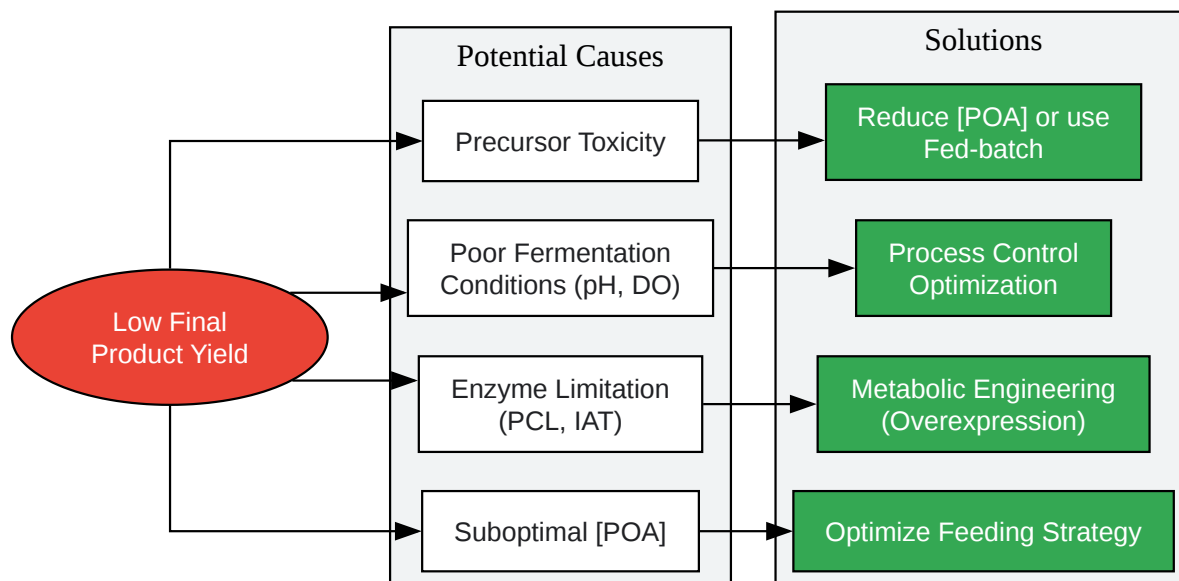 Potential Causes
Solutions
Precursor Toxicity
Reduce [POA] or use
Fed-batch
Poor Fermentation
Conditions (pH, DO)
Process Control
Optimization
Low Final
Product Yield
Enzyme Limitation
(PCL, IAT)
Metabolic Engineering
(Overexpression)
Suboptimal [POA]
Optimize Feeding Strategy